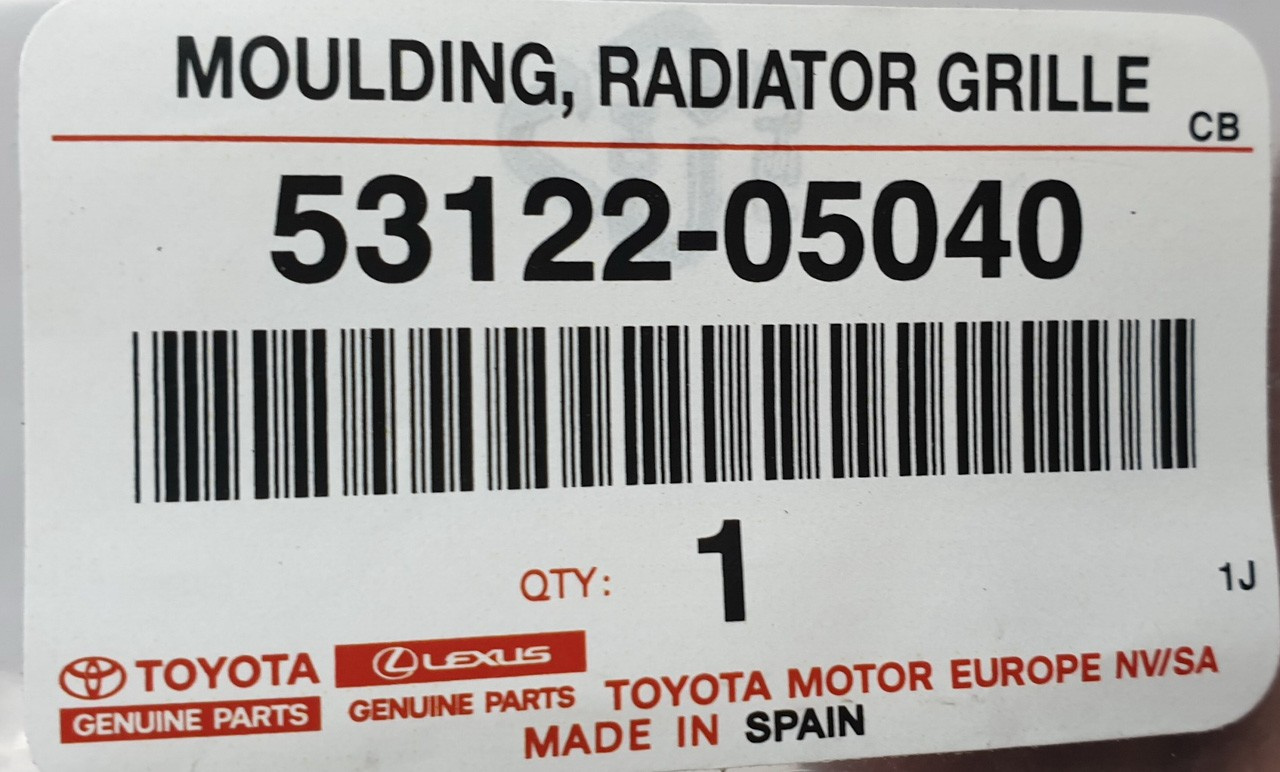 MOULDING, RADIATOR GRILLE
CB
53122-05040
QTY: 1
1J
TOYOTA
GENUINE PARTS
LEXUS
GENUINE PARTS
TOYOTA MOTOR EUROPE NV/SA
MADE IN SPAIN